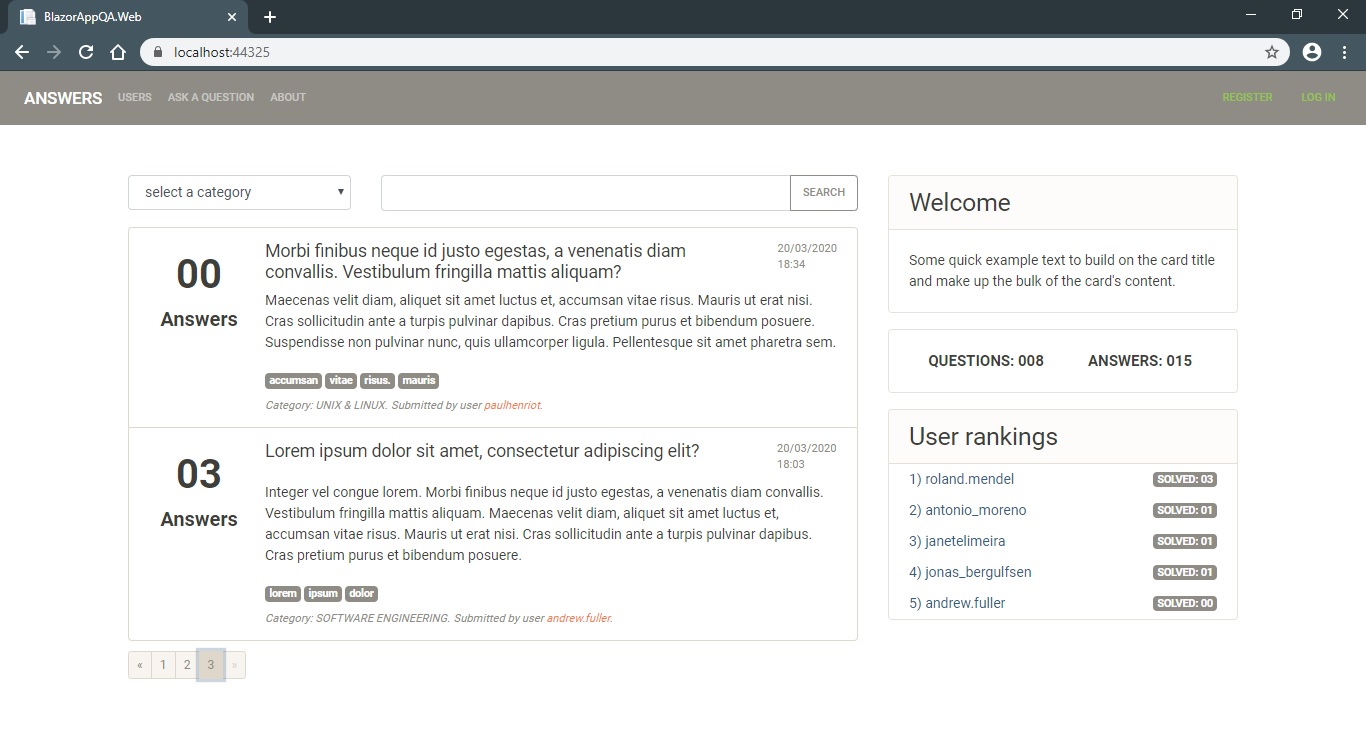 BlazorAppQA.Web
localhost:44325
ANSWERS USERS ASK A QUESTION ABOUT REGISTER LOG IN
select a category
SEARCH
00
Answers
Morbi finibus neque id justo egestas, a venenatis diam
convallis. Vestibulum fringilla mattis aliquam?
20/03/2020
18:34
Maecenas velit diam, aliquet sit amet luctus et, accumsan vitae risus. Mauris ut erat nisi.
Cras sollicitudin ante a turpis pulvinar dapibus. Cras pretium purus et bibendum posuere.
Suspendisse non pulvinar nunc, quis ullamcorper ligula. Pellentesque sit amet pharetra sem.
accumsan vitae risus. mauris
Category: UNIX & LINUX. Submitted by user paulhenriot.
03
Answers
Lorem ipsum dolor sit amet, consectetur adipiscing elit?
20/03/2020
18:03
Integer vel congue lorem. Morbi finibus neque id justo egestas, a venenatis diam convallis.
Vestibulum fringilla mattis aliquam. Maecenas velit diam, aliquet sit amet luctus et,
accumsan vitae risus. Mauris ut erat nisi. Cras sollicitudin ante a turpis pulvinar dapibus.
Cras pretium purus et bibendum posuere.
lorem ipsum dolor
Category: SOFTWARE ENGINEERING. Submitted by user andrew.fuller.
« 1 2 3 »
Welcome
Some quick example text to build on the card title
and make up the bulk of the card's content.
QUESTIONS: 008 ANSWERS: 015
User rankings
1) roland.mendel SOLVED: 03
2) antonio_moreno SOLVED: 01
3) janetelimeira SOLVED: 01
4) jonas_bergulfsen SOLVED: 01
5) andrew.fuller SOLVED: 00